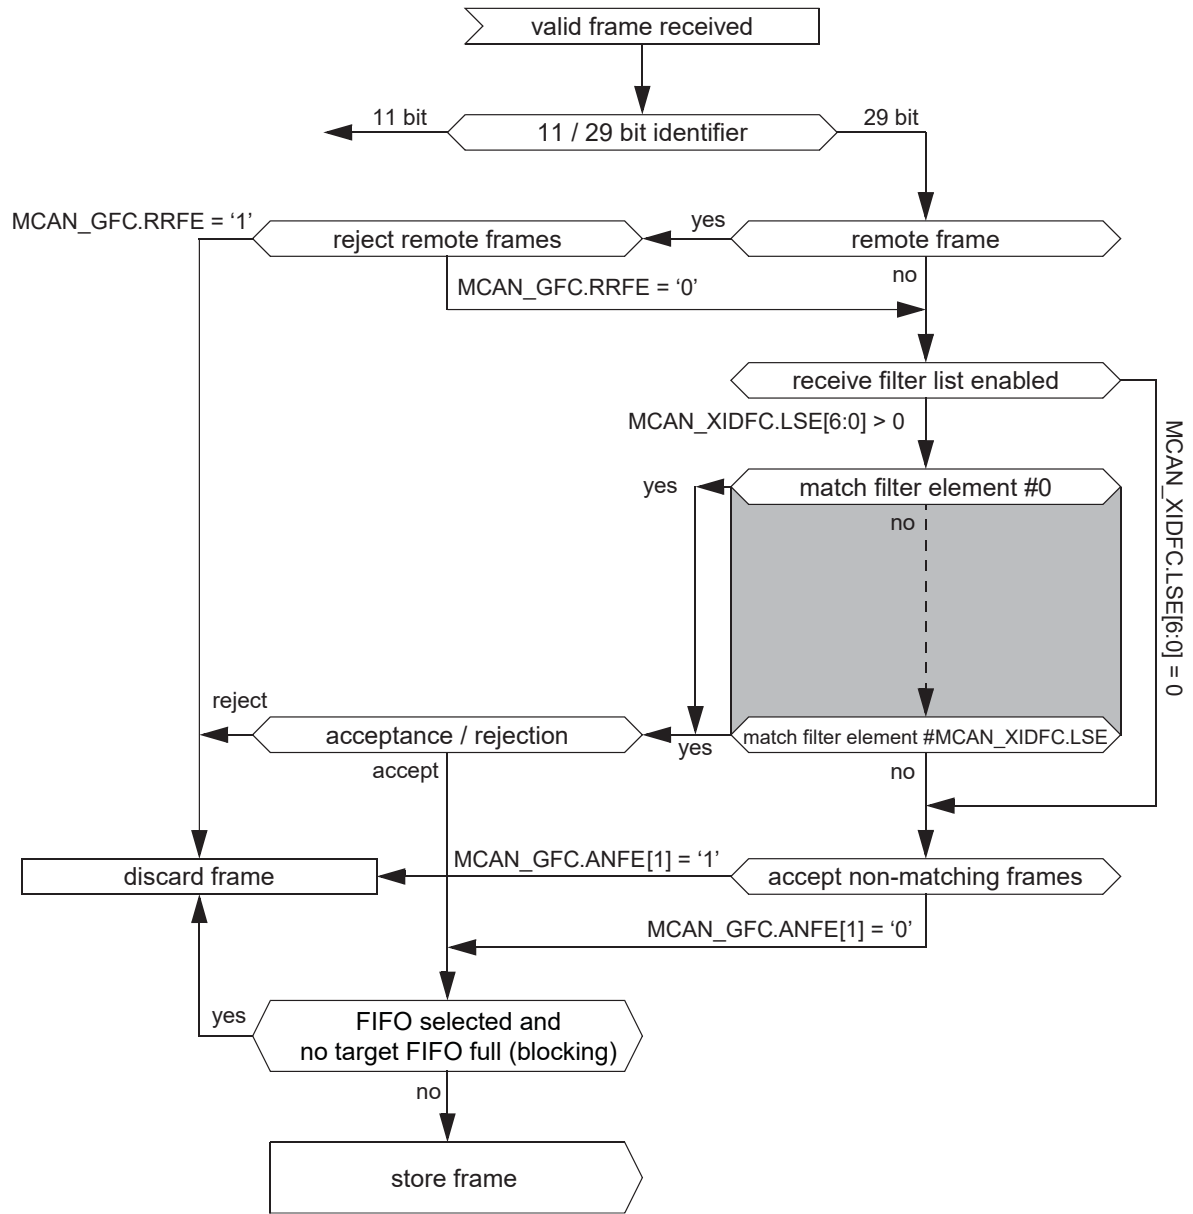 valid frame received
11 bit
11 / 29 bit identifier
29 bit
MCAN_GFC.RRFE = ‘1’
reject remote frames
yes
remote frame
no
MCAN_GFC.RRFE = ‘0’
receive filter list enabled
MCAN_XIDFC.LSE[6:0] > 0
MCAN_XIDFC.LSE[6:0] = 0
yes
match filter element #0
no
reject
acceptance / rejection
yes
match filter element #MCAN_XIDFC.LSE
accept
no
MCAN_GFC.ANFE[1] = ‘1’
discard frame
accept non-matching frames
MCAN_GFC.ANFE[1] = ‘0’
yes
FIFO selected and
no target FIFO full (blocking)
no
store frame